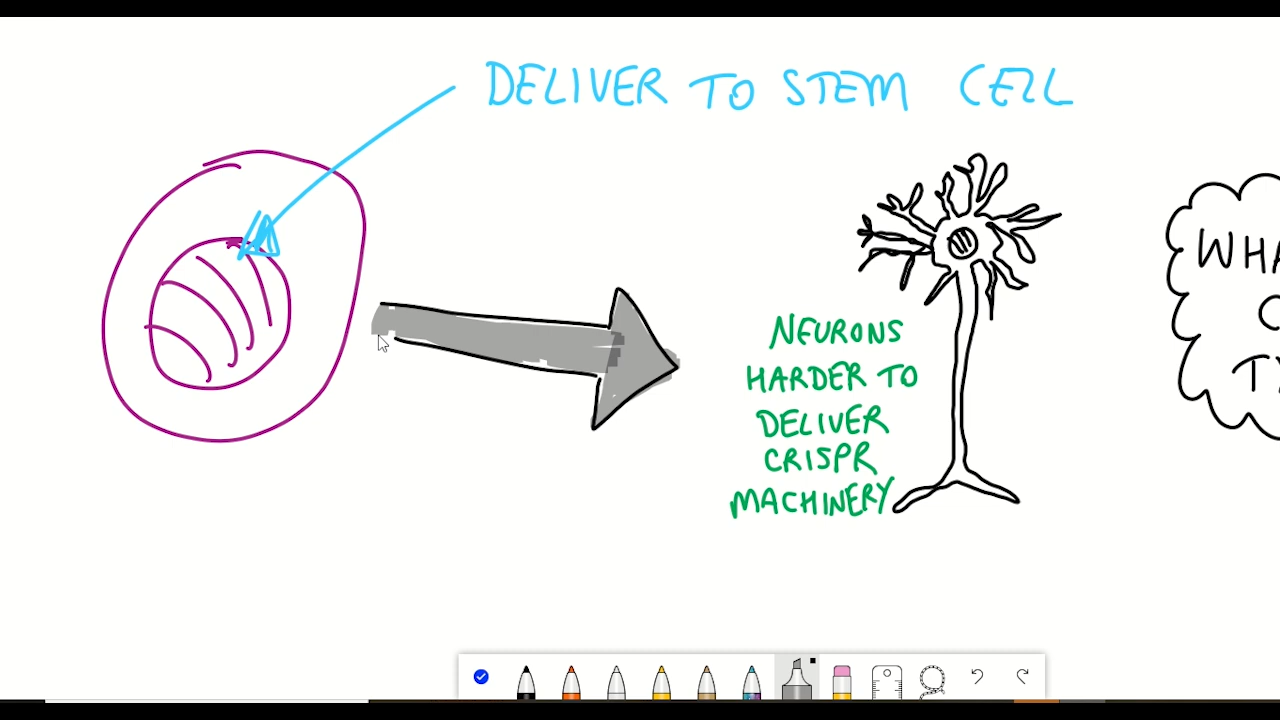 DELIVER TO STEM CELL
NEURONS
HARDER TO
DELIVER
CRISPR
MACHINERY